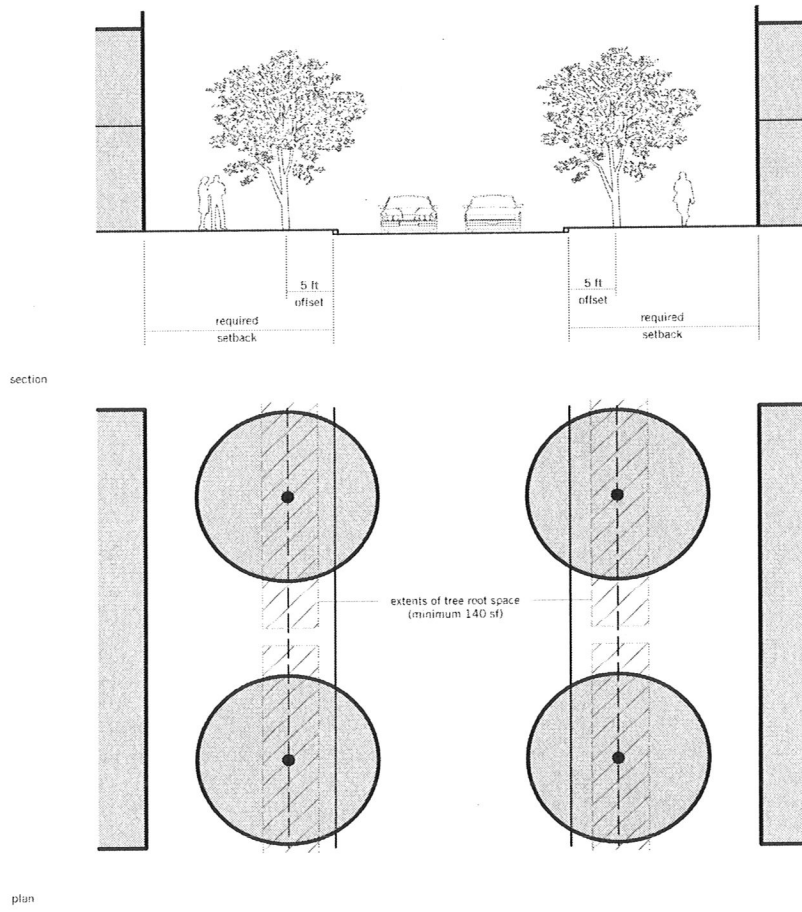 5 ft
offset
5 ft
offset
required
setback
required
setback
section
extents of tree root space
(minimum 140 sf)
plan